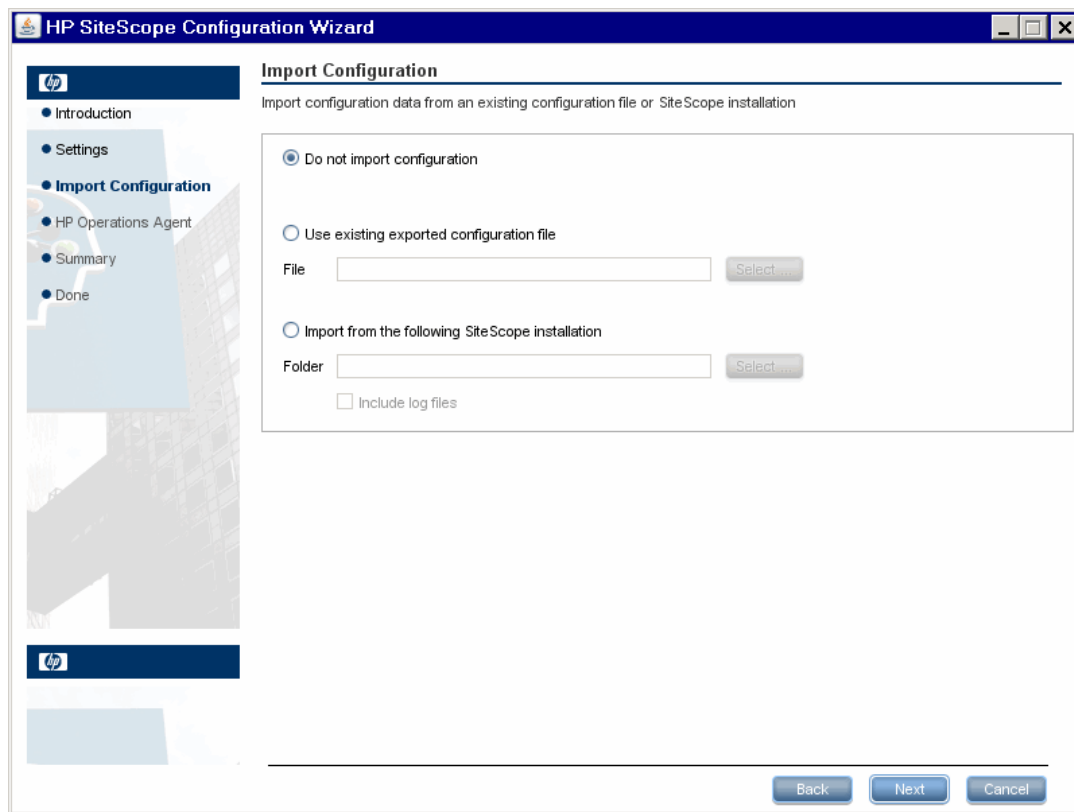 HP SiteScope Configuration Wizard
hp
Introduction
Settings
Import Configuration
HP Operations Agent
Summary
Done
hp
Import Configuration
Import configuration data from an existing configuration file or SiteScope installation
Do not import configuration
Use existing exported configuration file
File Select....
Import from the following SiteScope installation
Folder Select....
Include log files
Back Next Cancel